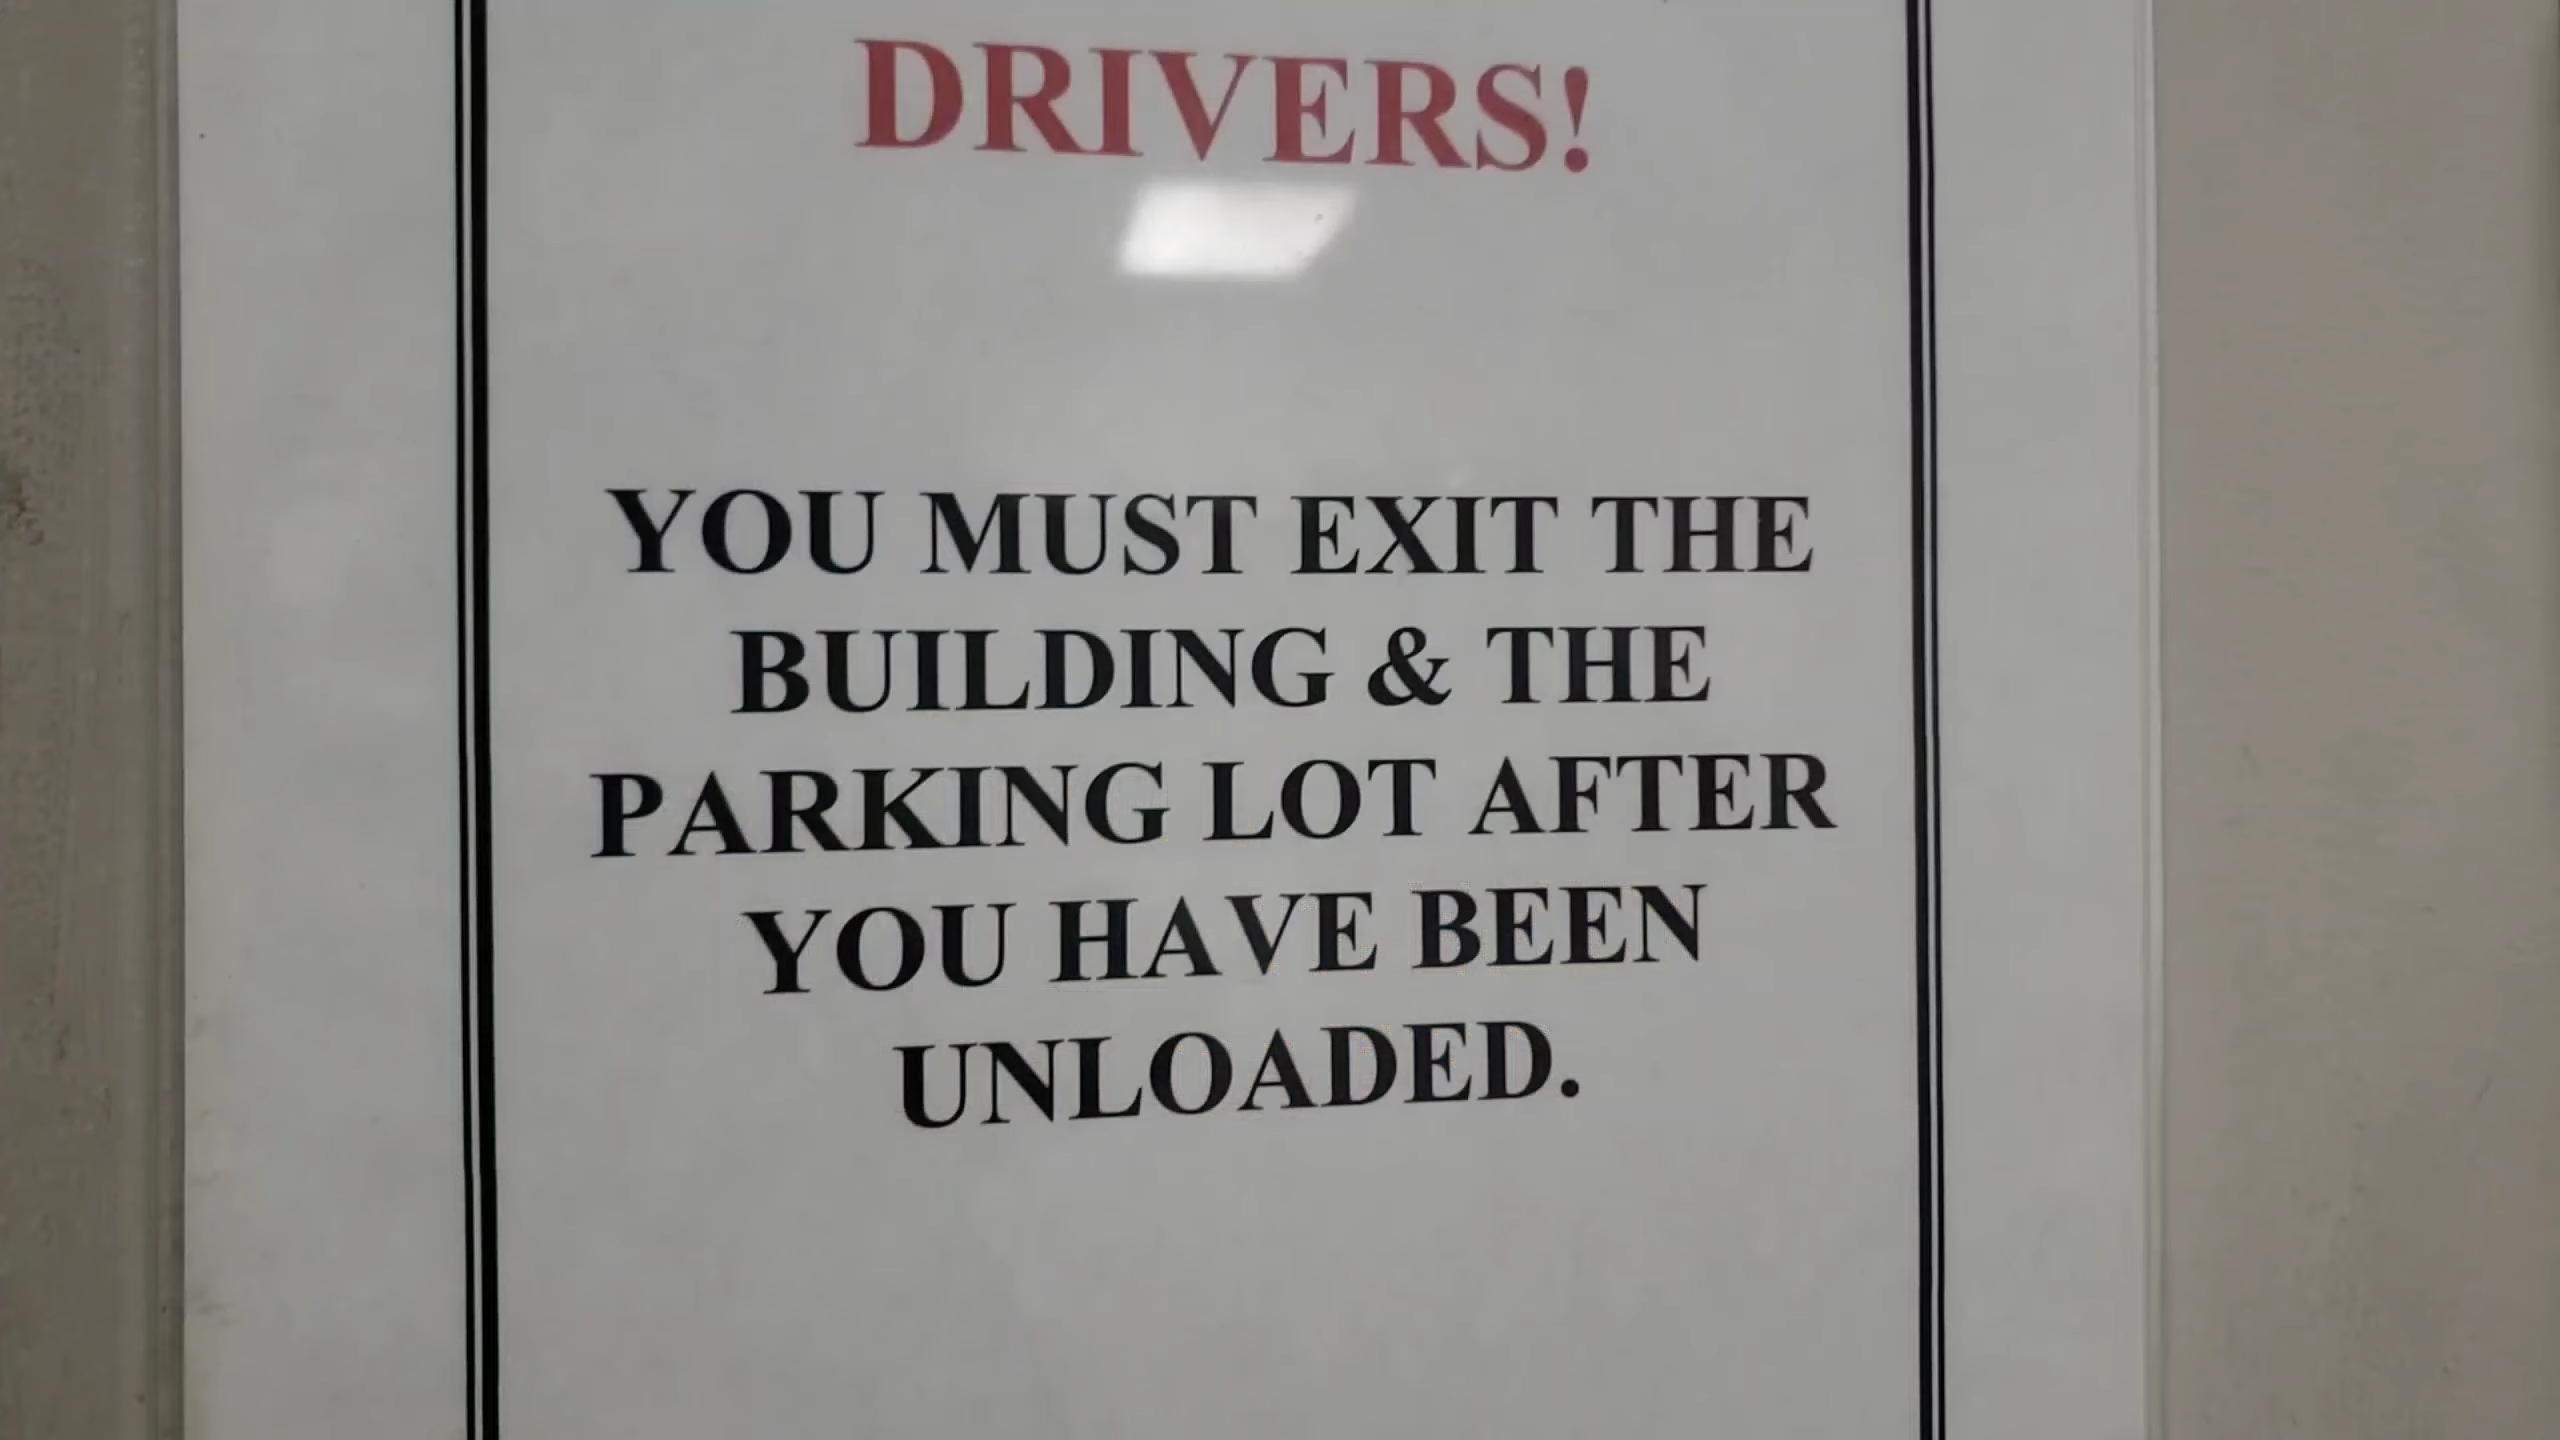 DRIVERS!
YOU MUST EXIT THE
BUILDING & THE
PARKING LOT AFTER
YOU HAVE BEEN
UNLOADED.